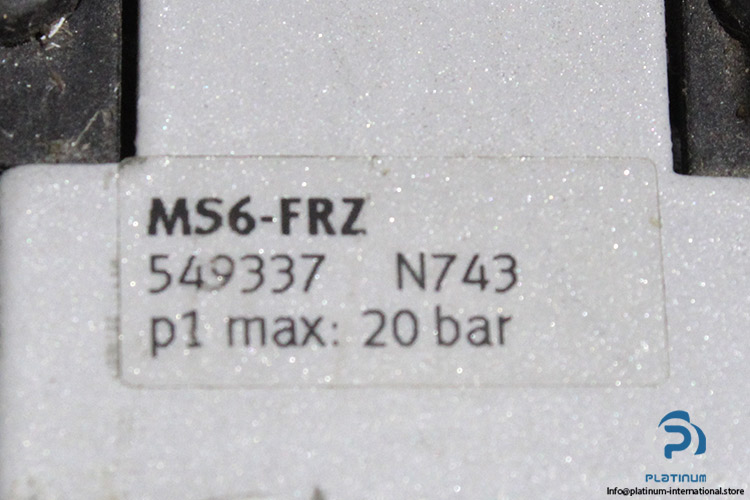 MS6-FRZ
549337 N743
p1 max: 20 bar
PLATINUM
Info@platinum-international.store